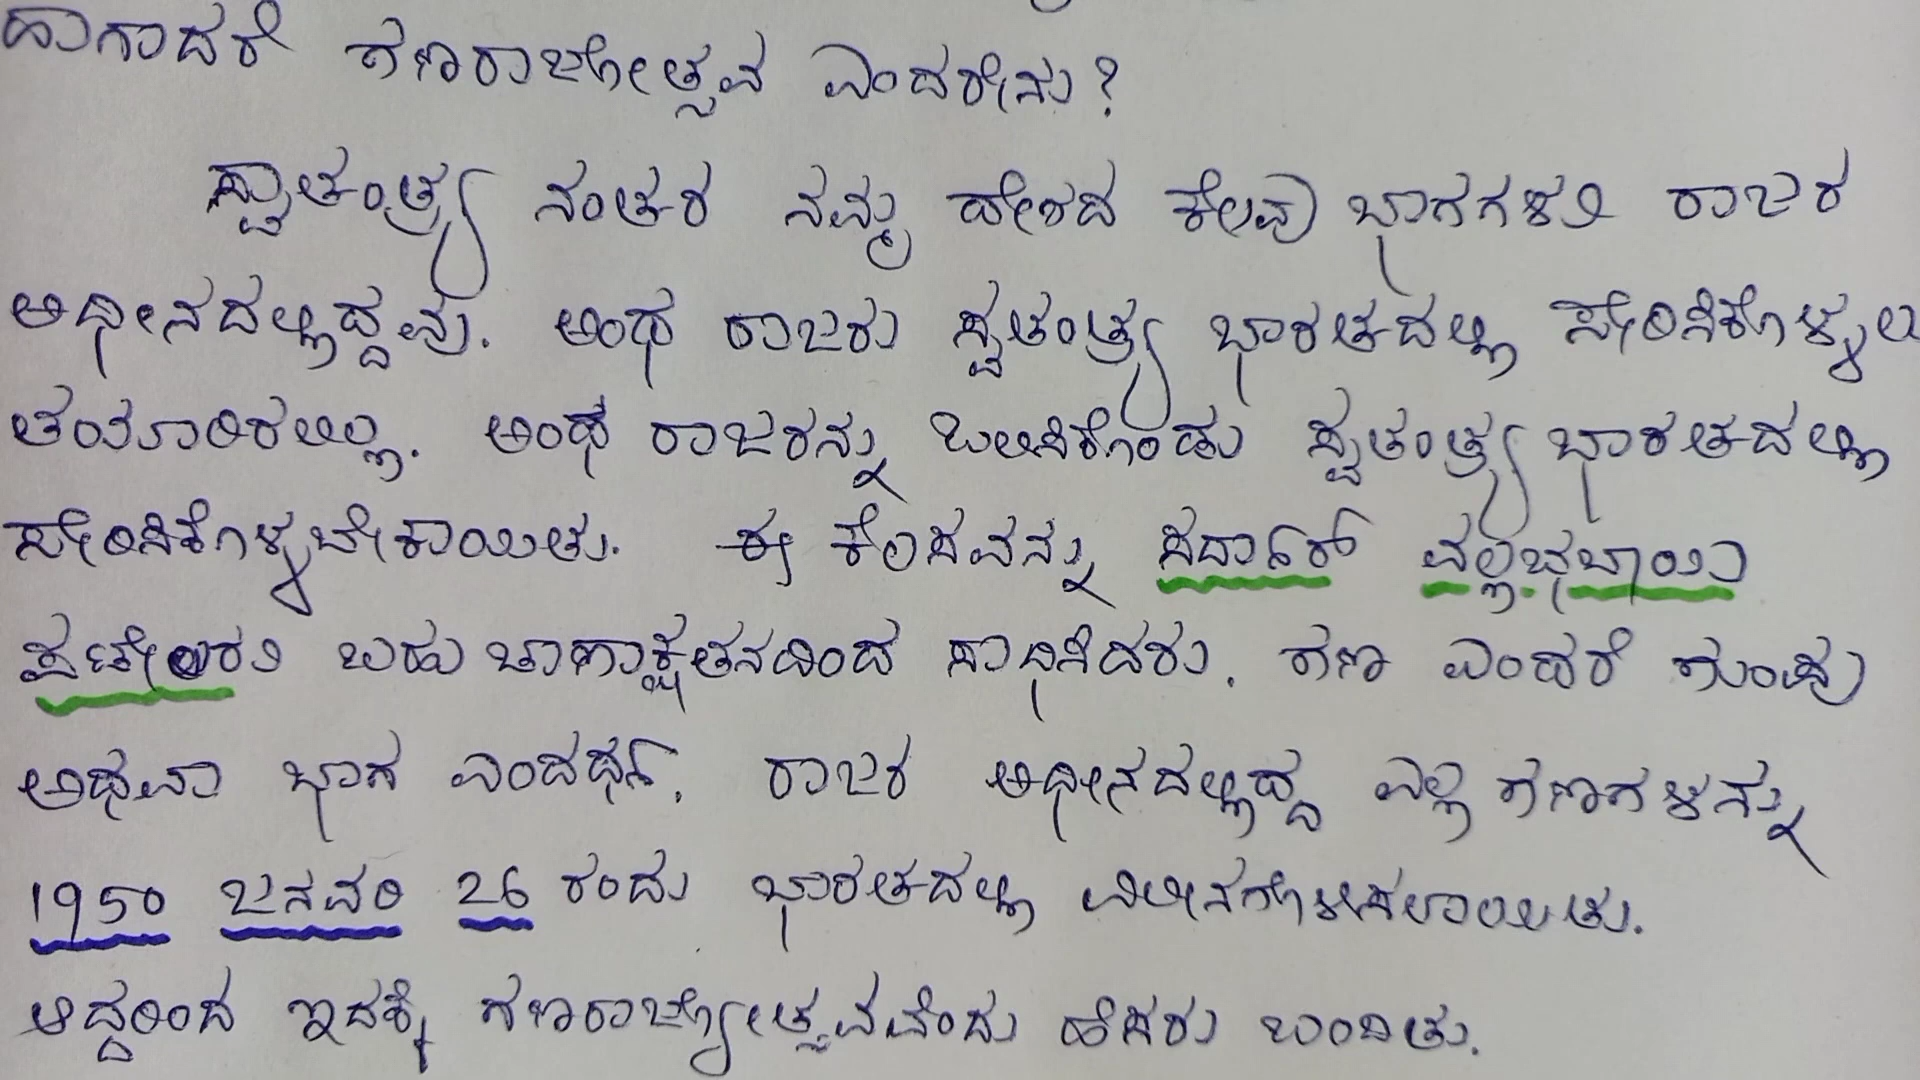 ಹಾಗಾದರೆ ಗಣರಾಜೋತ್ಸವ ಎಂದರೇನು?
ಸ್ವಾತಂತ್ರ್ಯ ನಂತರ ನಮ್ಮ ದೇಶದ ಕೆಲವು ಭಾಗಗಳು ರಾಜರ
ಅಧೀನದಲ್ಲಿದ್ದವು. ಅಂಥ ರಾಜರು ಸ್ವತಂತ್ರ್ಯ ಭಾರತದಲ್ಲಿ ಸೇರಿಸಿಕೊಳ್ಳಲು
ತಯಾರಿರಲಿಲ್ಲ. ಅಂಥ ರಾಜರನ್ನು ಒಲಿಸಿಕೊಂಡು ಸ್ವತಂತ್ರ್ಯ ಭಾರತದಲ್ಲಿ
ಸೇರಿಸಿಕೊಳ್ಳಬೇಕಾಯಿತು. ಈ ಕೆಲಸವನ್ನು ಸರ್ದಾರ್ ವಲ್ಲಭಭಾಯಿ
ಪಟೇಲರು ಬಹು ಚಾಣಾಕ್ಷತನದಿಂದ ಸಾಧಿಸಿದರು. ಗಣ ಎಂದರೆ ಗುಂಪು
ಅಥವಾ ಭಾಗ ಎಂದರ್ಥ. ರಾಜರ ಅಧೀನದಲ್ಲಿದ್ದ ಎಲ್ಲ ಗಣಗಳನ್ನು
1950 ಜನವರಿ 26 ರಂದು ಭಾರತದಲ್ಲಿ ವಿಲೀನಗೊಳಿಸಲಾಯಿತು.
ಆದ್ದರಿಂದ ಇದಕ್ಕೆ ಗಣರಾಜ್ಯೋತ್ಸವವೆಂದು ಹೆಸರು ಬಂದಿತು.